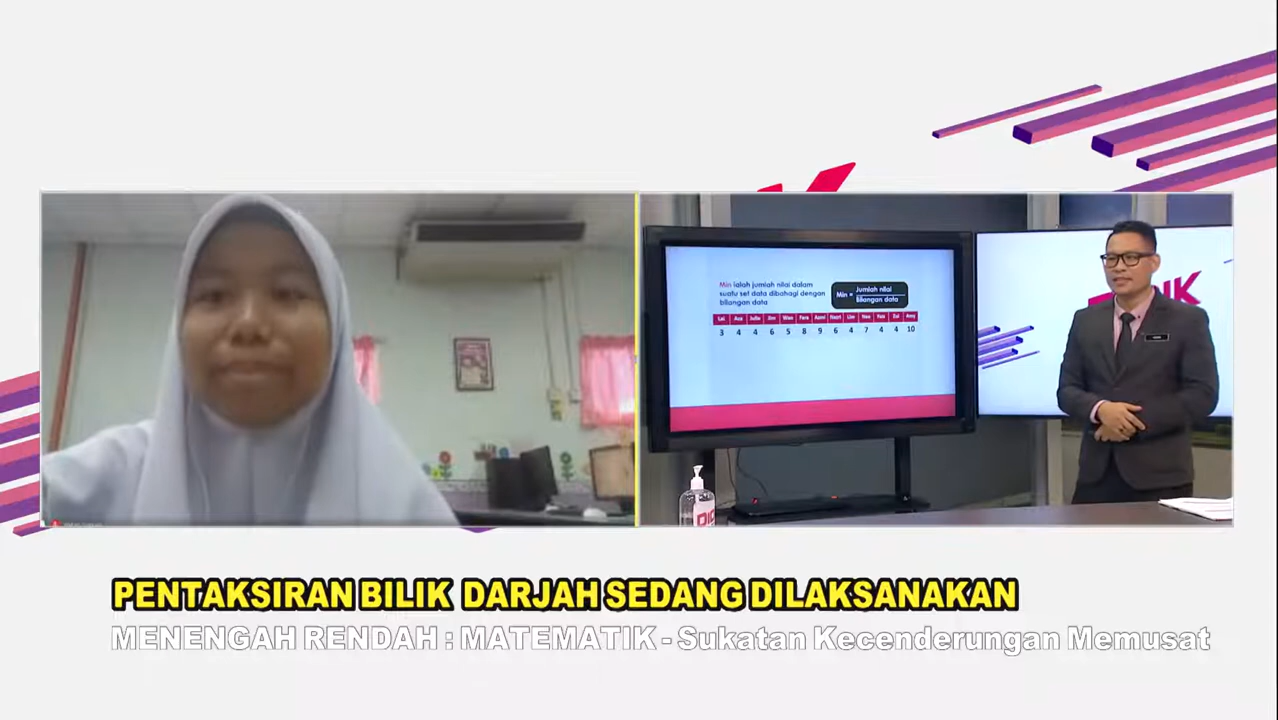 Min ialah jumlah nilai dalam
suatu set data dibahagi dengan
bilangan data
Min = Jumlah nilai
Bilangan data
3 4 4 6 5 8 9 6 4 7 4 4 10
PENTAKSIRAN BILIK DARJAH SEDANG DILAKSANAKAN
MENENGAH RENDAH : MATEMATIK - Sukatan Kecenderungan Memusat